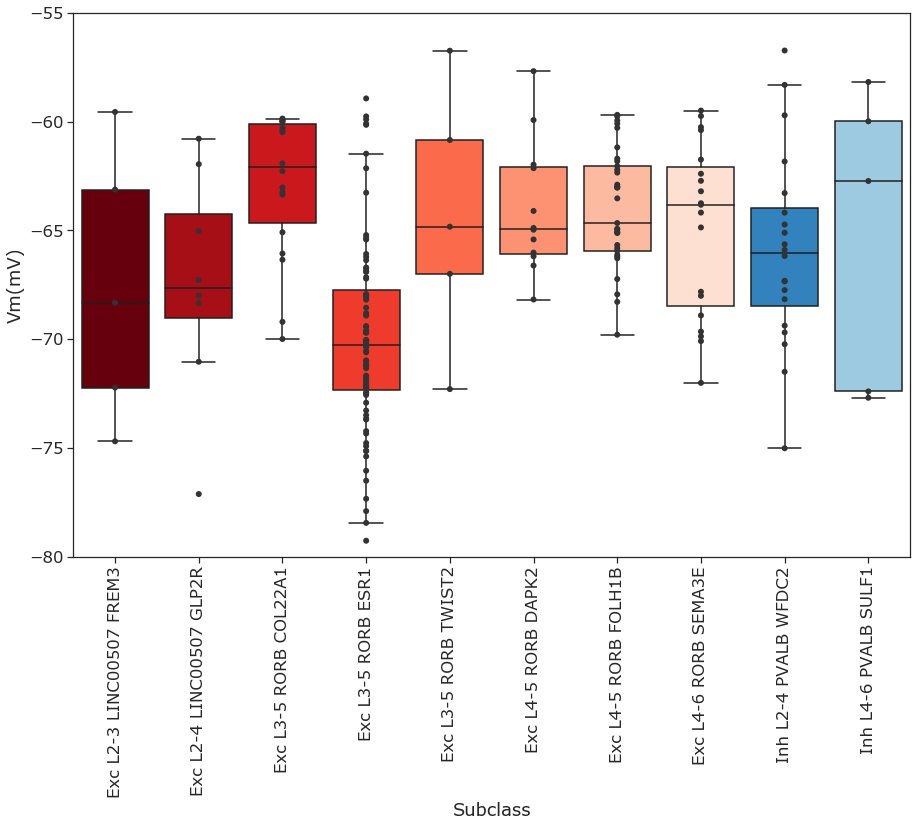 −55
−60
−65
−70
−75
−80
Vm(mV)
Exc L2-3 LINC00507 FREM3
Exc L2-4 LINC00507 GLP2R
Exc L3-5 RORB COL22A1
Exc L3-5 RORB ESR1
Exc L3-5 RORB TWIST2
Exc L4-5 RORB DAPK2
Exc L4-5 RORB FOLH1B
Exc L4-6 RORB SEMA3E
Inh L2-4 PVALB WFDC2
Inh L4-6 PVALB SULF1
Subclass